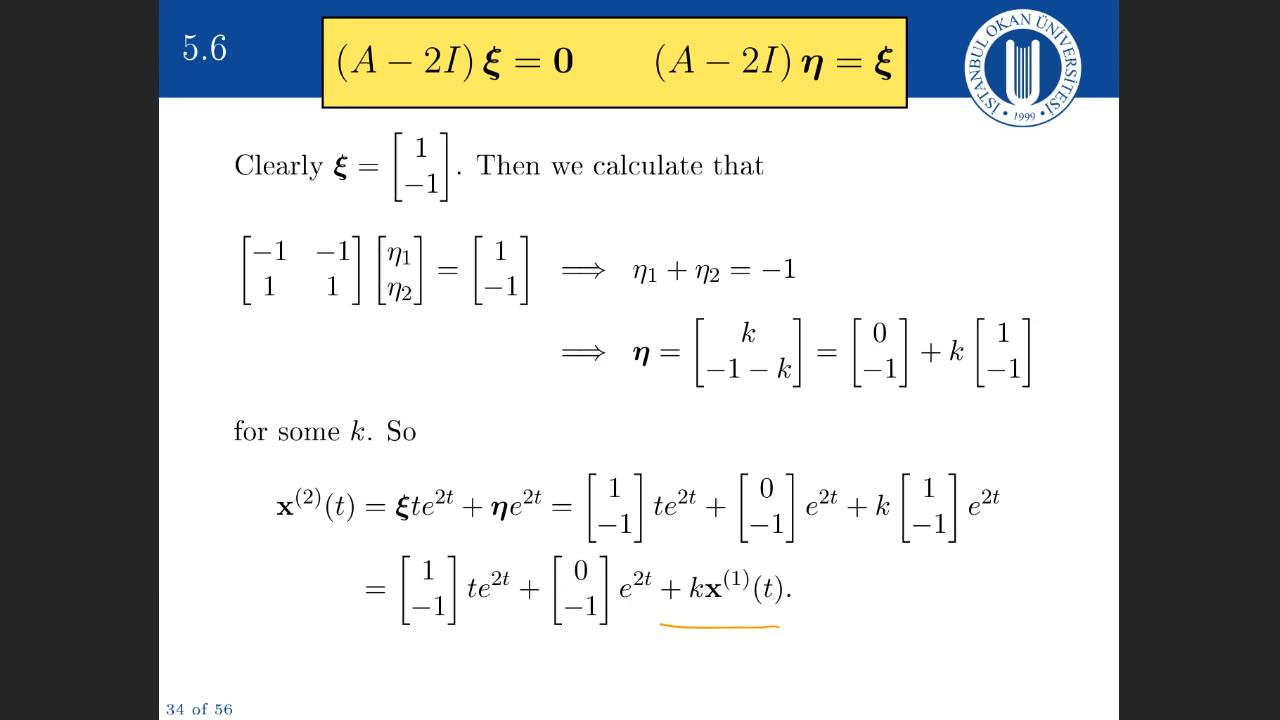 5.6
(A − 2I) ξ = 0 (A − 2I) η = ξ
İSTANBUL OKAN ÜNİVERSİTESİ
• 1999 •
Clearly ξ = [1; −1]. Then we calculate that
[−1 −1; 1 1] [η₁; η₂] = [1; −1] ⟹ η₁ + η₂ = −1
⟹ η = [k; −1 − k] = [0; −1] + k [1; −1]
for some k. So
x⁽²⁾(t) = ξte²ᵗ + ηe²ᵗ = [1; −1] te²ᵗ + [0; −1] e²ᵗ + k [1; −1] e²ᵗ
= [1; −1] te²ᵗ + [0; −1] e²ᵗ + kx⁽¹⁾(t).
34 of 56